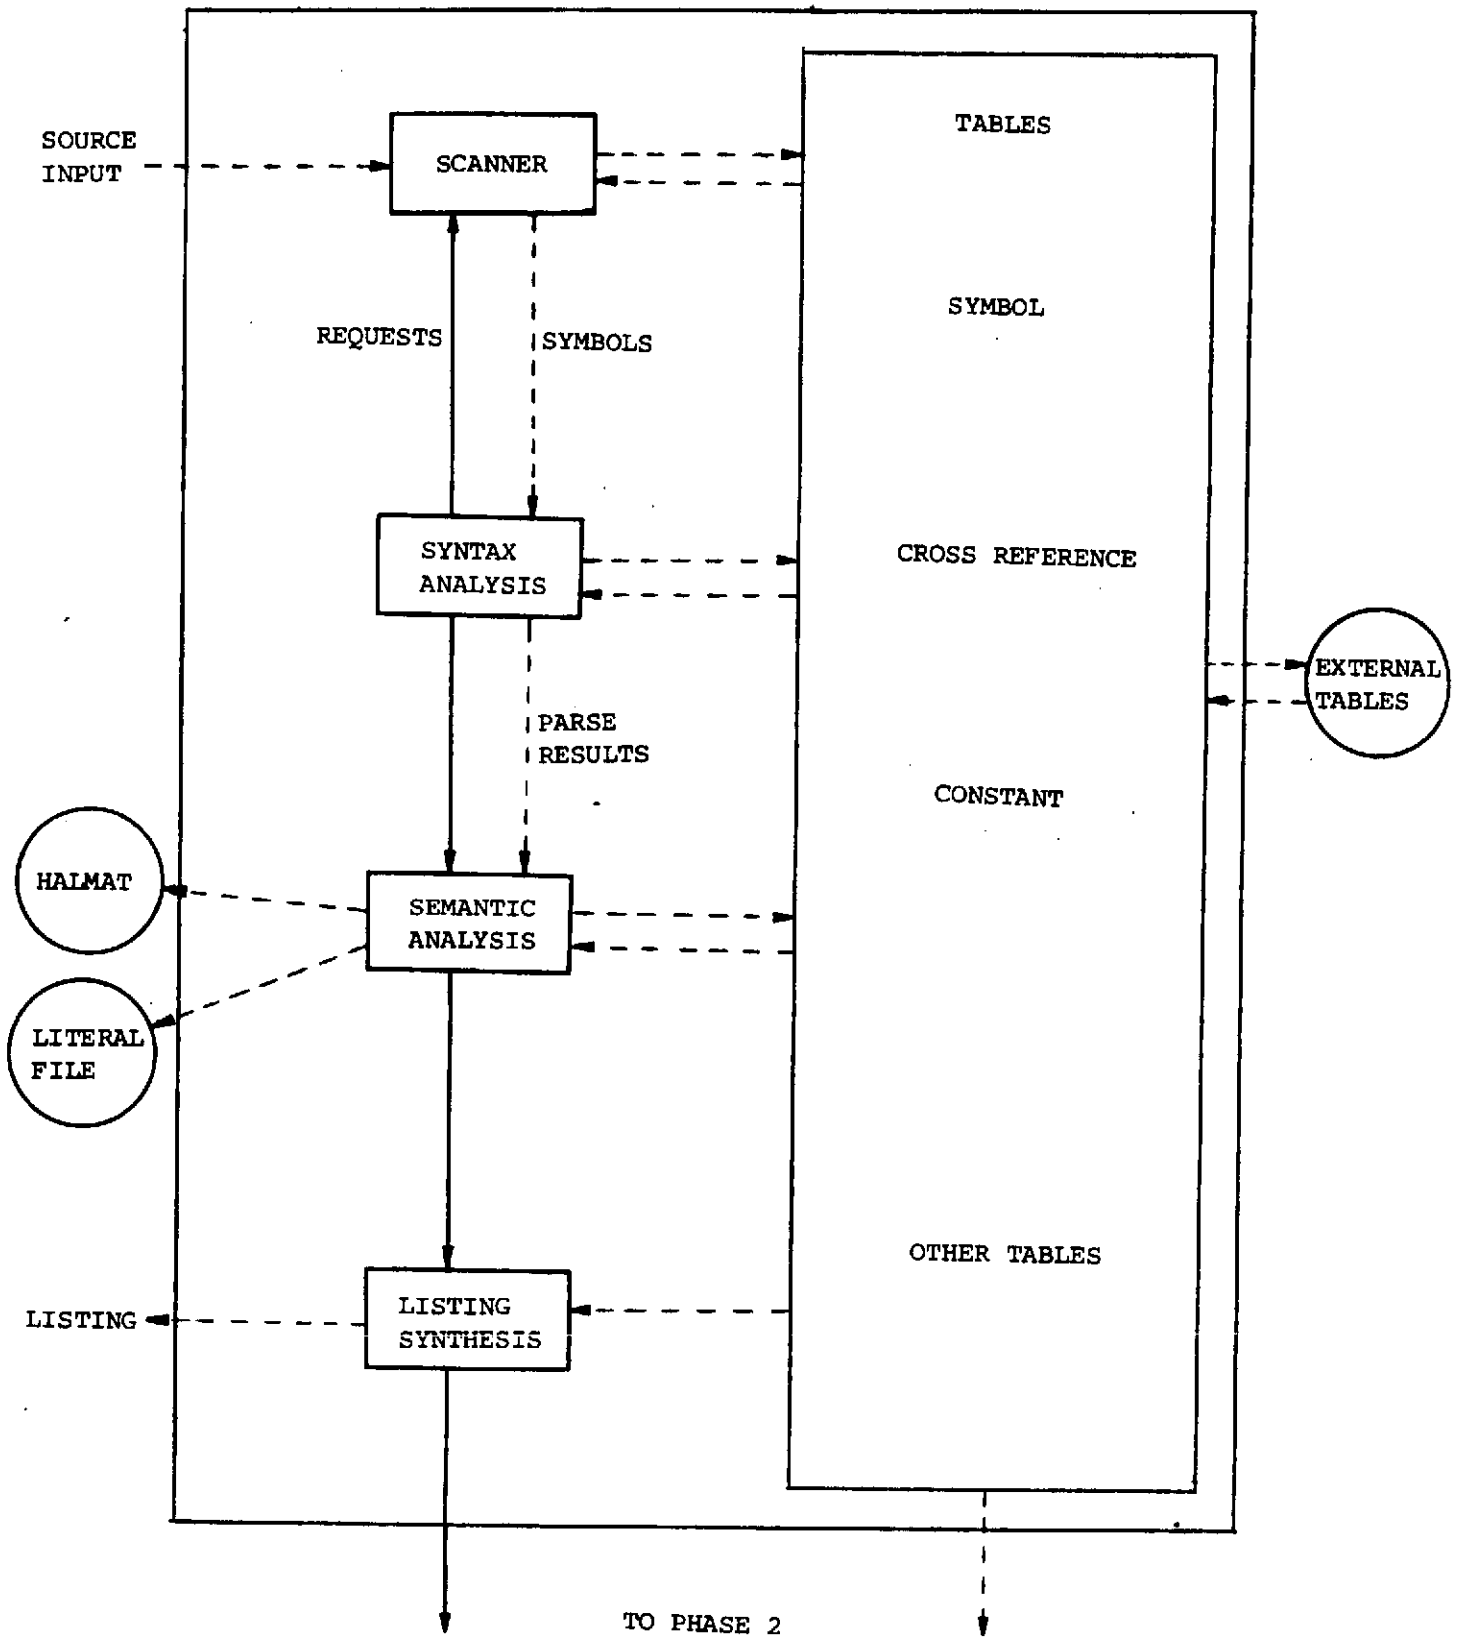 TABLES
SOURCE
INPUT
SCANNER
SYMBOL
REQUESTS
SYMBOLS
SYNTAX
ANALYSIS
CROSS REFERENCE
EXTERNAL
TABLES
PARSE
RESULTS
CONSTANT
HALMAT
SEMANTIC
ANALYSIS
LITERAL
FILE
OTHER TABLES
LISTING
LISTING
SYNTHESIS
TO PHASE 2